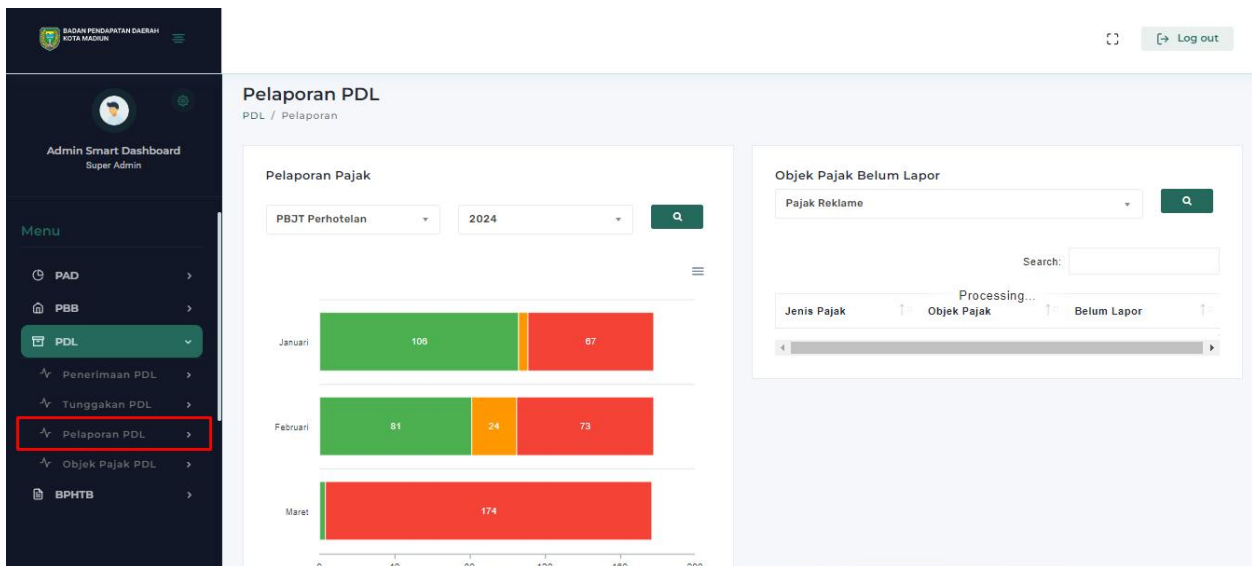 BADAN PENDAPATAN DAERAH
KOTA MADIUN
Log out
Admin Smart Dashboard
Super Admin
Menu
PAD
PBB
PDL
Penerimaan PDL
Tunggakan PDL
Pelaporan PDL
Objek Pajak PDL
BPHTB
Pelaporan PDL
PDL / Pelaporan
Pelaporan Pajak
PBJT Perhotelan
2024
Januari
106
67
Februari
81
24
73
Maret
174
Objek Pajak Belum Lapor
Pajak Reklame
Search:
Processing...
Jenis Pajak Objek Pajak Belum Lapor